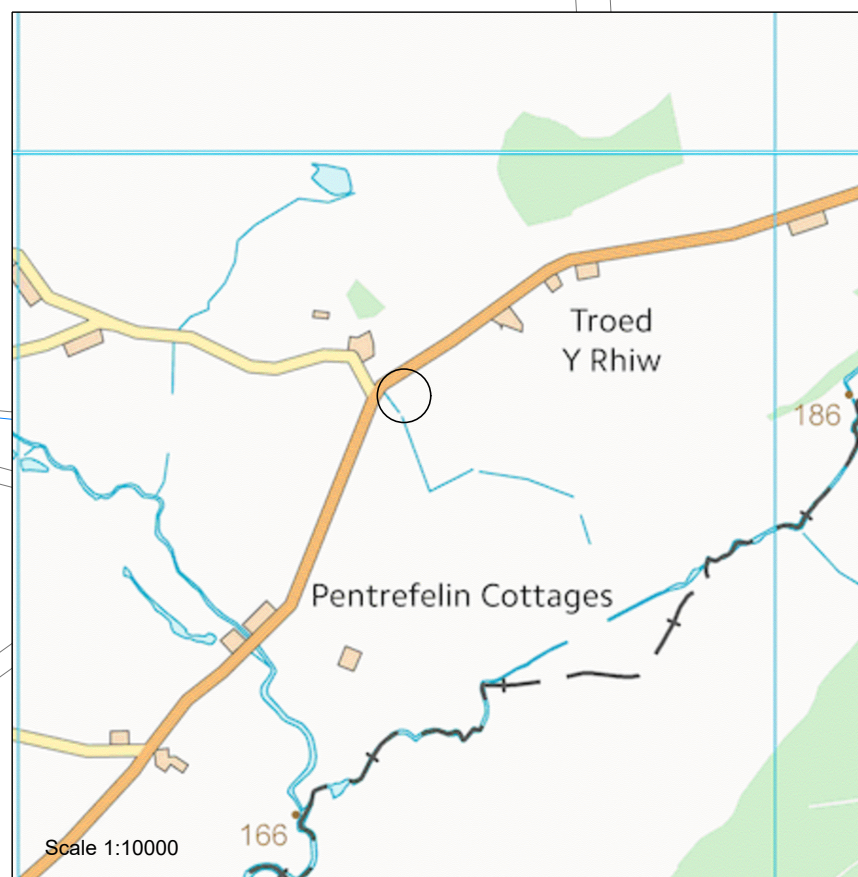 Troed
Y Rhiw
186
Pentrefelin Cottages
166
Scale 1:10000